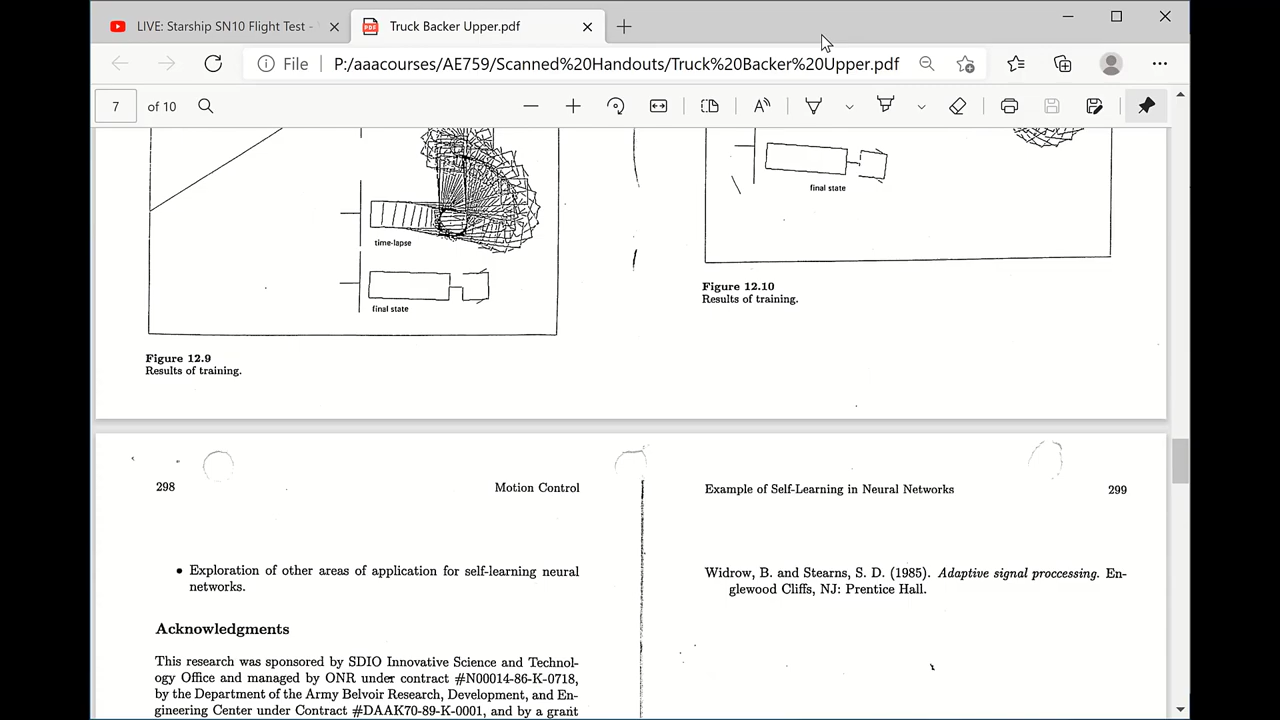 LIVE: Starship SN10 Flight Test -
Truck Backer Upper.pdf
File
P:/aaacourses/AE759/Scanned%20Handouts/Truck%20Backer%20Upper.pdf
7 of 10
time-lapse
final state
Figure 12.9
Results of training.
final state
Figure 12.10
Results of training.
298
Motion Control
• Exploration of other areas of application for self-learning neural
networks.
Acknowledgments
This research was sponsored by SDIO Innovative Science and Technol-
ogy Office and managed by ONR under contract #N00014-86-K-0718,
by the Department of the Army Belvoir Research, Development, and En-
gineering Center under Contract #DAAK70-89-K-0001, and by a grant
Example of Self-Learning in Neural Networks
299
Widrow, B. and Stearns, S. D. (1985). Adaptive signal proccessing. En-
glewood Cliffs, NJ: Prentice Hall.